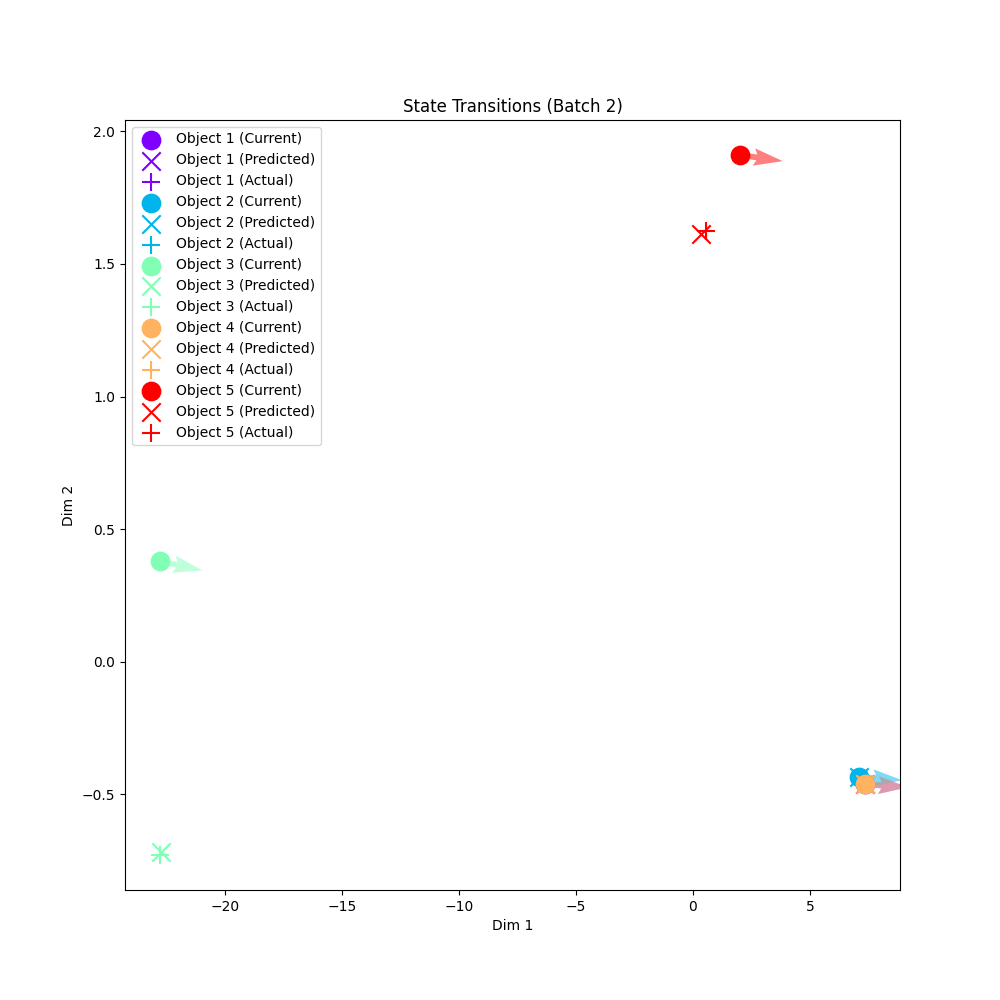 State Transitions (Batch 2)
2.0
1.5
1.0
0.5
0.0
−0.5
Dim 2
Object 1 (Current)
Object 1 (Predicted)
Object 1 (Actual)
Object 2 (Current)
Object 2 (Predicted)
Object 2 (Actual)
Object 3 (Current)
Object 3 (Predicted)
Object 3 (Actual)
Object 4 (Current)
Object 4 (Predicted)
Object 4 (Actual)
Object 5 (Current)
Object 5 (Predicted)
Object 5 (Actual)
−20 −15 −10 −5 0 5
Dim 1